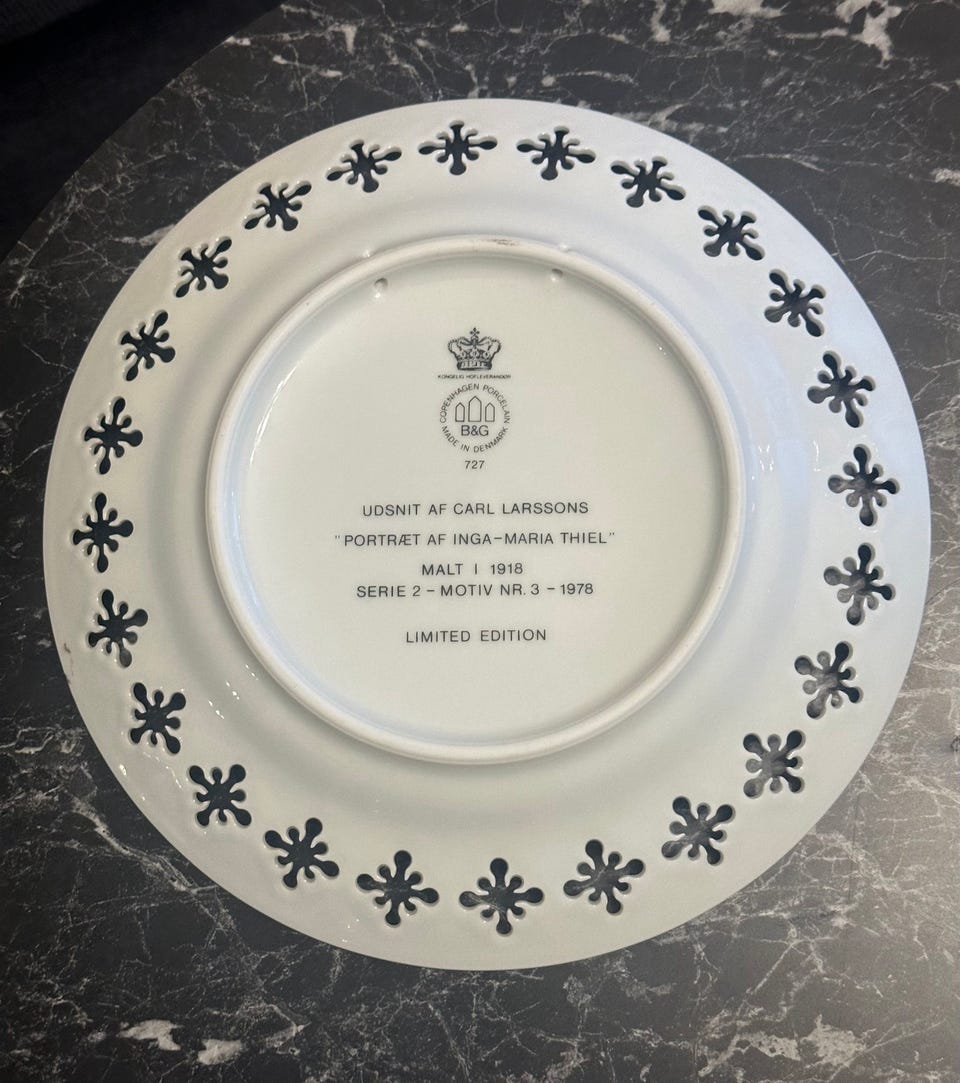 KONGELIG HOFLEVERANDØR
COPENHAGEN PORCELAIN
B&G
MADE IN DENMARK
727
UDSNIT AF CARL LARSSONS
"PORTRÆT AF INGA-MARIA THIEL"
MALT I 1918
SERIE 2 - MOTIV NR. 3 - 1978
LIMITED EDITION